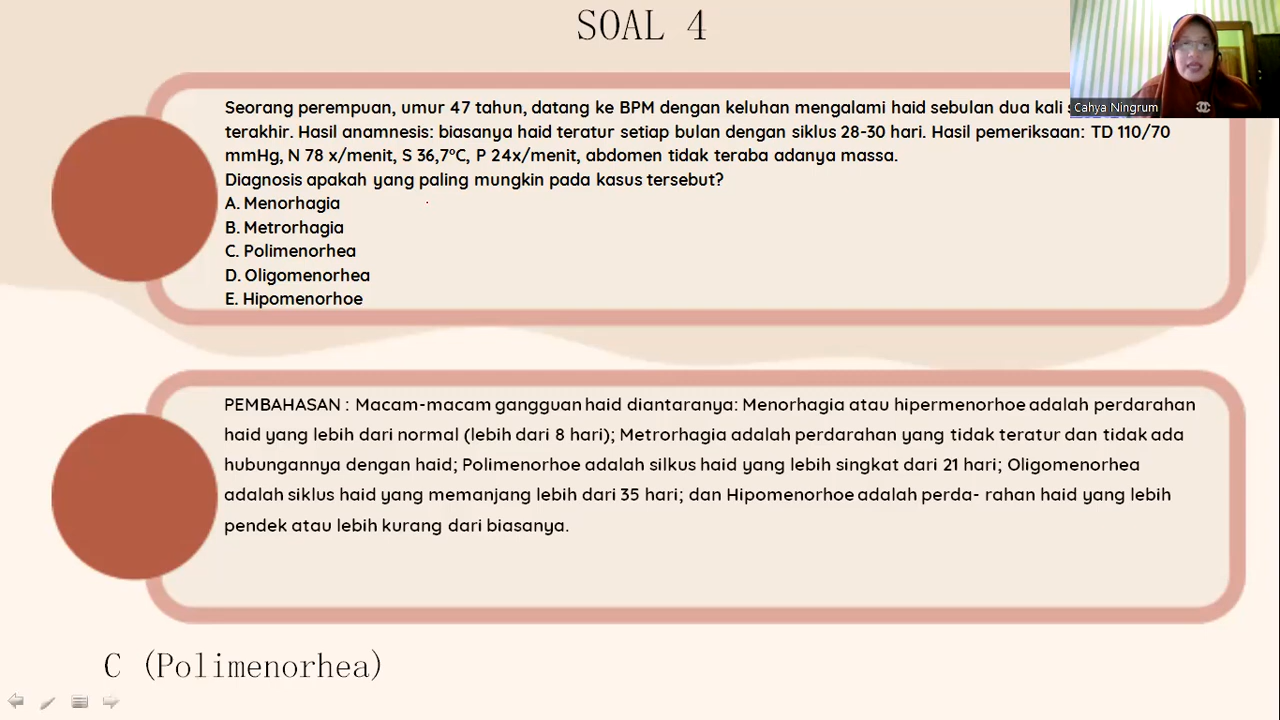 SOAL 4
Seorang perempuan, umur 47 tahun, datang ke BPM dengan keluhan mengalami haid sebulan dua kali
terakhir. Hasil anamnesis: biasanya haid teratur setiap bulan dengan siklus 28-30 hari. Hasil pemeriksaan: TD 110/70
mmHg, N 78 x/menit, S 36,7°C, P 24x/menit, abdomen tidak teraba adanya massa.
Diagnosis apakah yang paling mungkin pada kasus tersebut?
A. Menorhagia
B. Metrorhagia
C. Polimenorhea
D. Oligomenorhea
E. Hipomenorhoe
PEMBAHASAN : Macam-macam gangguan haid diantaranya: Menorhagia atau hipermenorhoe adalah perdarahan
haid yang lebih dari normal (lebih dari 8 hari); Metrorhagia adalah perdarahan yang tidak teratur dan tidak ada
hubungannya dengan haid; Polimenorhoe adalah silkus haid yang lebih singkat dari 21 hari; Oligomenorhea
adalah siklus haid yang memanjang lebih dari 35 hari; dan Hipomenorhoe adalah perda- rahan haid yang lebih
pendek atau lebih kurang dari biasanya.
C (Polimenorhea)
Cahya Ningrum